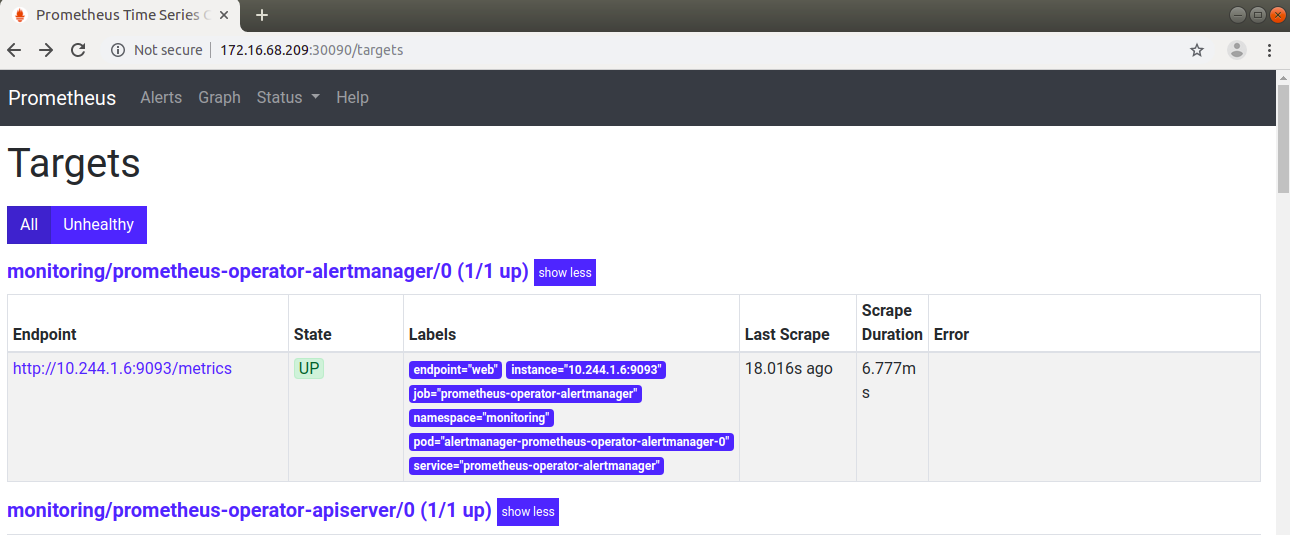 Prometheus Time Series C
Not secure 172.16.68.209:30090/targets
Prometheus Alerts Graph Status Help
Targets
All Unhealthy
monitoring/prometheus-operator-alertmanager/0 (1/1 up) show less
Endpoint State Labels Last Scrape Scrape Duration Error
http://10.244.1.6:9093/metrics UP endpoint="web" instance="10.244.1.6:9093" 18.016s ago 6.777m
job="prometheus-operator-alertmanager" s
namespace="monitoring"
pod="alertmanager-prometheus-operator-alertmanager-0"
service="prometheus-operator-alertmanager"
monitoring/prometheus-operator-apiserver/0 (1/1 up) show less